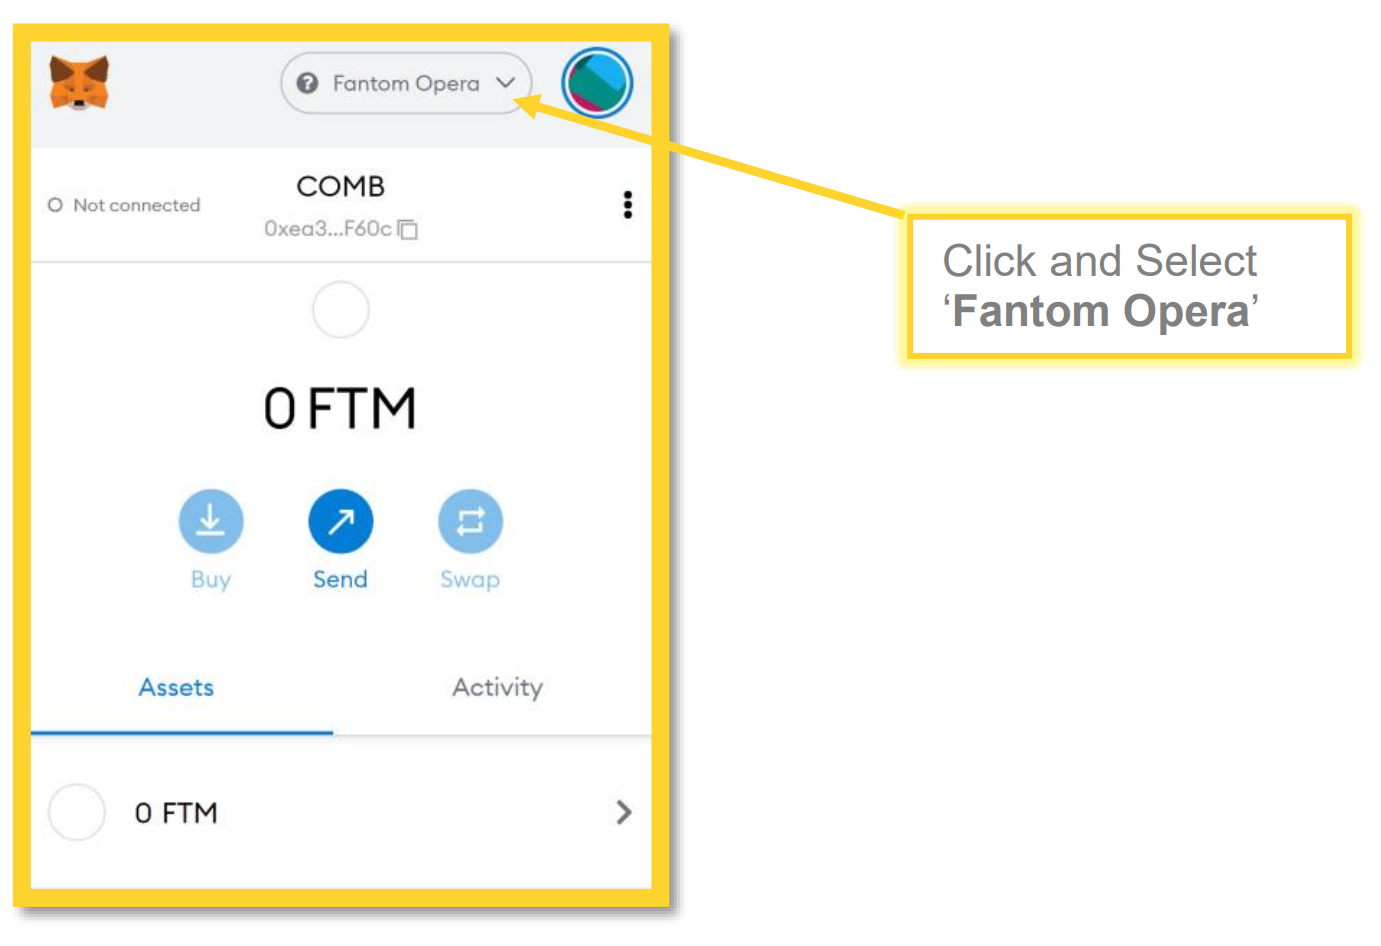 Fantom Opera
COMB
Not connected
0xea3...F60c
Click and Select
‘Fantom Opera’
0 FTM
Buy
Send
Swap
Assets
Activity
0 FTM